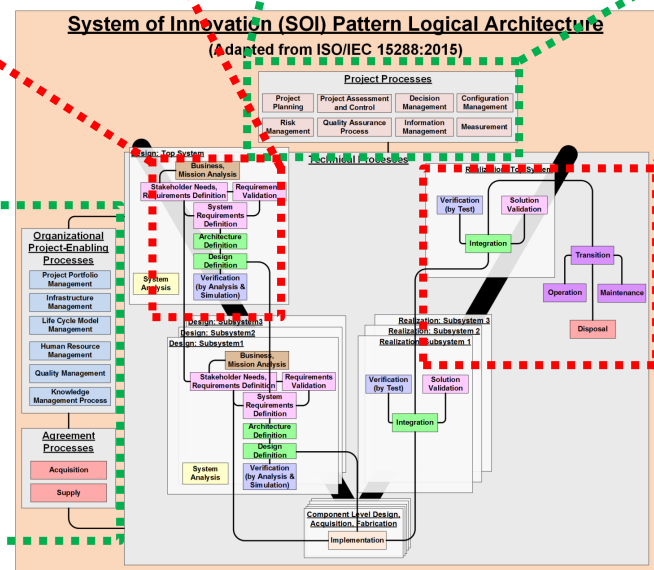 System of Innovation (SOI) Pattern Logical Architecture
(Adapted from ISO/IEC 15288:2015)
Project Processes
Project
Planning
Project Assessment
and Control
Decision
Management
Configuration
Management
Risk
Management
Quality Assurance
Process
Information
Management
Measurement
Technical Processes
Design: Top System
Business,
Mission Analysis
Stakeholder Needs,
Requirements Definition
Requirements
Validation
System
Requirements
Definition
Architecture
Definition
Design
Definition
System
Analysis
Verification
(by Analysis &
Simulation)
Realization: Top System
Verification
(by Test)
Solution
Validation
Integration
Transition
Operation
Maintenance
Disposal
Organizational
Project-Enabling
Processes
Project Portfolio
Management
Infrastructure
Management
Life Cycle Model
Management
Human Resource
Management
Quality Management
Knowledge
Management Process
Agreement
Processes
Acquisition
Supply
Design: Subsystem3
Design: Subsystem2
Design: Subsystem1
Business,
Mission Analysis
Stakeholder Needs,
Requirements Definition
Requirements
Validation
System
Requirements
Definition
Architecture
Definition
Design
Definition
System
Analysis
Verification
(by Analysis &
Simulation)
Realization: Subsystem 3
Realization: Subsystem 2
Realization: Subsystem 1
Verification
(by Test)
Solution
Validation
Integration
Component Level Design,
Acquisition, Fabrication
Implementation